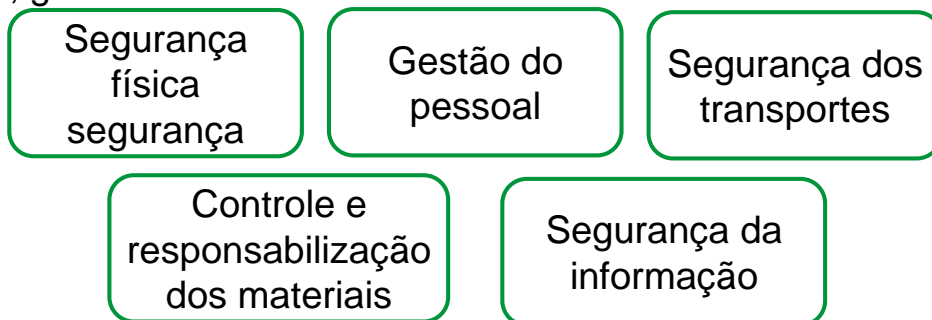 Segurança
física
segurança
Gestão do
pessoal
Segurança dos
transportes
Controle e
responsabilização
dos materiais
Segurança da
informação